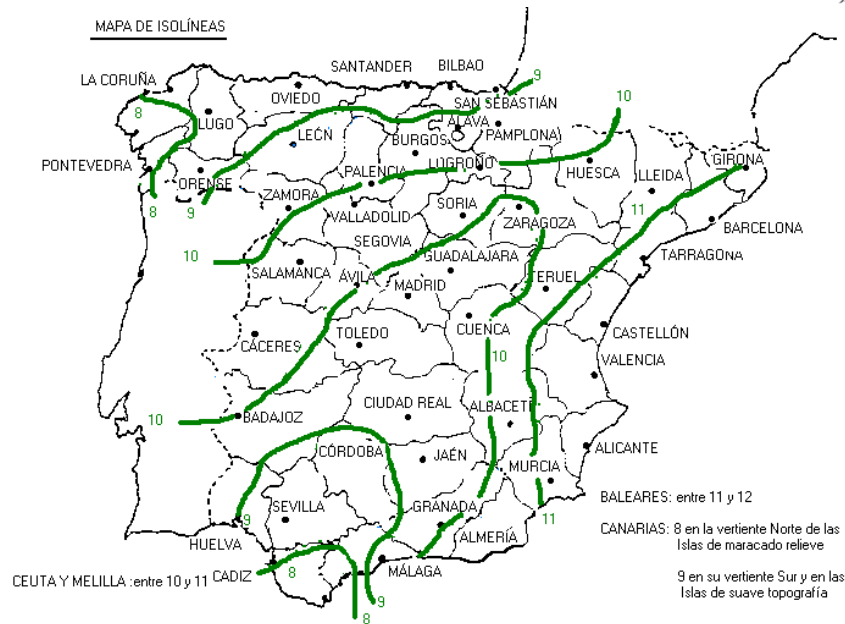 MAPA DE ISOLÍNEAS
LA CORUÑA
OVIEDO
SANTANDER
BILBAO
9
SAN SEBASTIÁN
8
LUGO
LEÇN
ÁLAVA
BURGOS
PAMPLONA
10
PONTEVEDRA
ORENSE
PALENCIA
LOGROÑO
HUESCA
LLEIDA
GIRONA
8
9
ZAMORA
VALLADOLID
SORIA
ZARAGOZA
11
BARCELONA
SEGOVIA
10
SALAMANCA
ÁVILA
GUADALAJARA
TERUEL
TARRAGONA
MADRID
CÁCERES
TOLEDO
CUENCA
CASTELLÓN
9
10
VALENCIA
10
BADAJOZ
CIUDAD REAL
ALBACETE
CÓRDOBA
JAÉN
MURCIA
ALICANTE
SEVILLA
GRANADA
9
11
HUELVA
ALMERÍA
BALEARES: entre 11 y 12
CANARIAS: 8 en la vertiente Norte de las
Islas de maracado relieve
CEUTA Y MELILLA :entre 10 y 11
CADIZ
8
MÁLAGA
9 en su vertiente Sur y en las
Islas de suave topografía
9
8